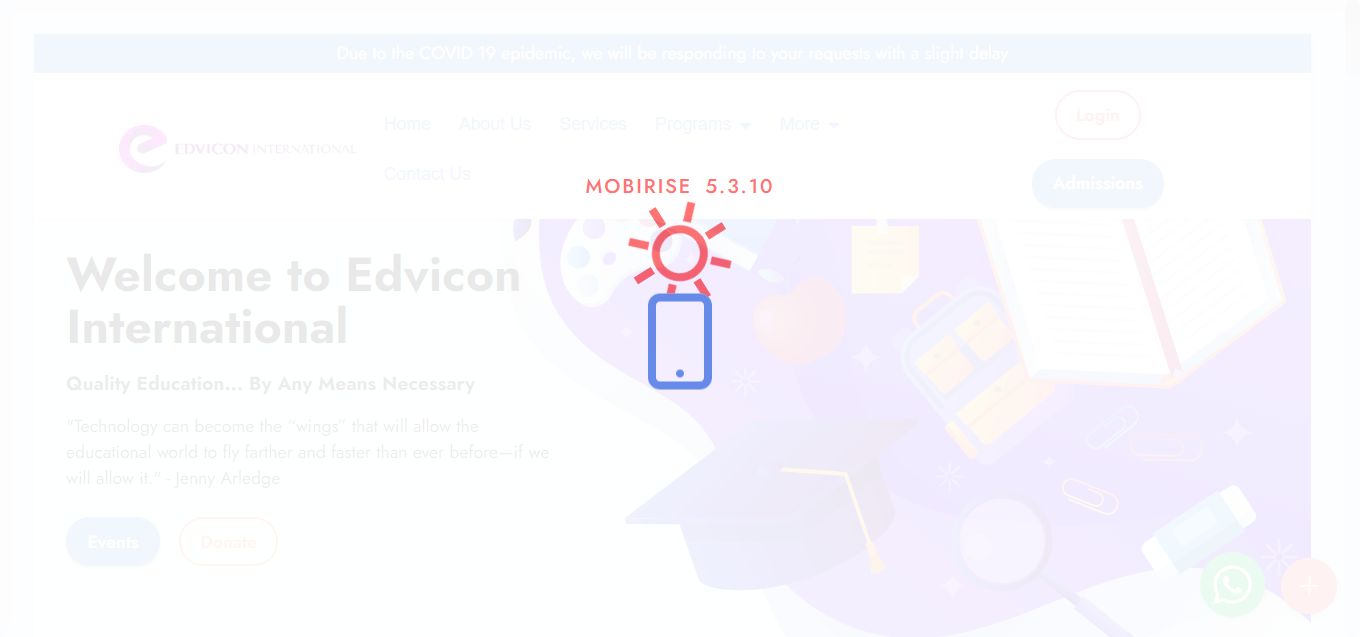 Due to the COVID 19 epidemic, we will be responding to your requests with a slight delay
EDVICON INTERNATIONAL
Home About Us Services Programs More
Contact Us
Login
Admissions
MOBIRISE 5.3.10
Welcome to Edvicon
International
Quality Education... By Any Means Necessary
"Technology can become the “wings” that will allow the
educational world to fly farther and faster than ever before—if we
will allow it." - Jenny Arledge
Events Donate